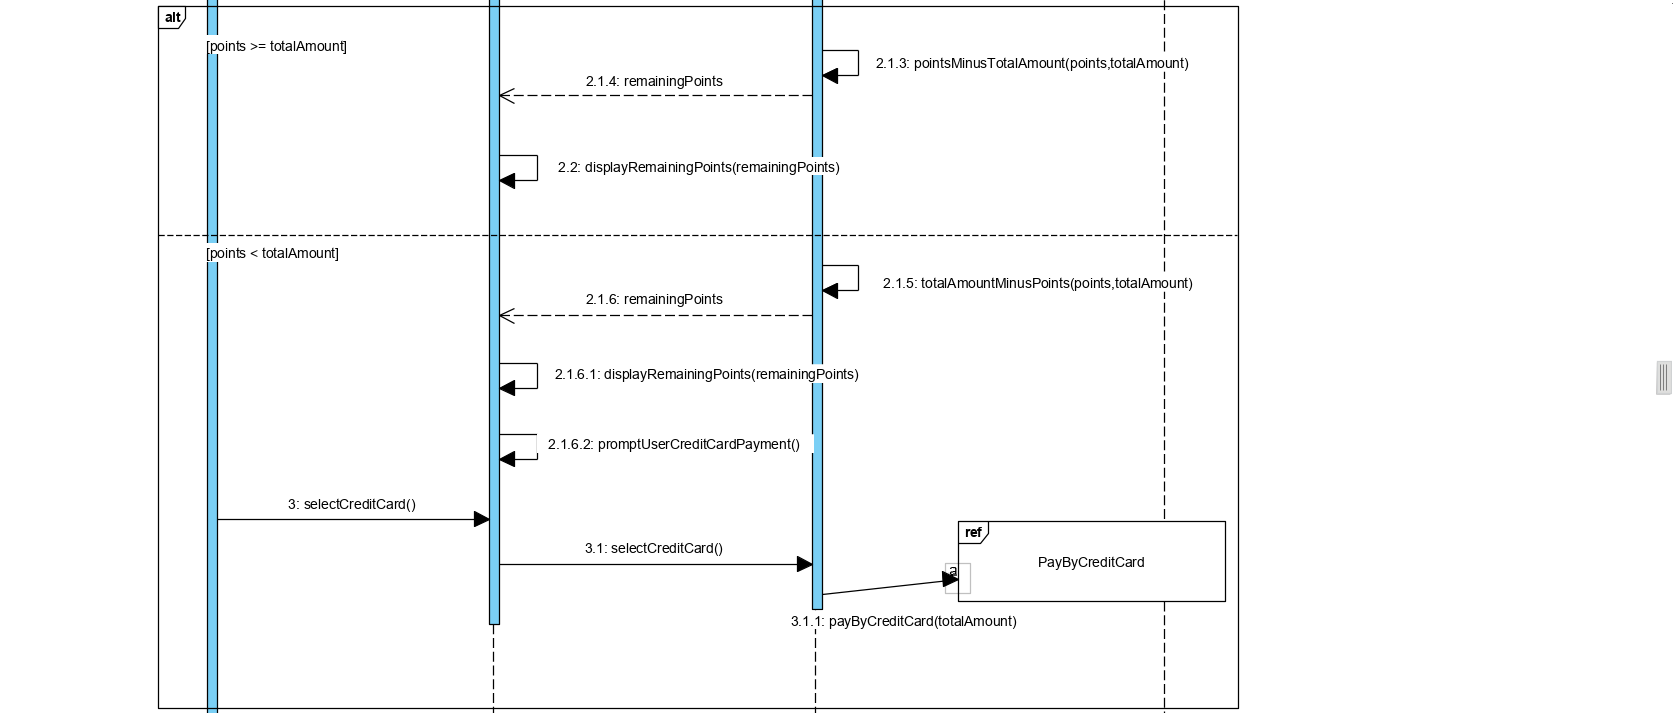 alt
[points >= totalAmount]
2.1.3: pointsMinusTotalAmount(points,totalAmount)
2.1.4: remainingPoints
2.2: displayRemainingPoints(remainingPoints)
[points < totalAmount]
2.1.5: totalAmountMinusPoints(points,totalAmount)
2.1.6: remainingPoints
2.1.6.1: displayRemainingPoints(remainingPoints)
2.1.6.2: promptUserCreditCardPayment()
3: selectCreditCard()
3.1: selectCreditCard()
ref
PayByCreditCard
3.1.1: payByCreditCard(totalAmount)